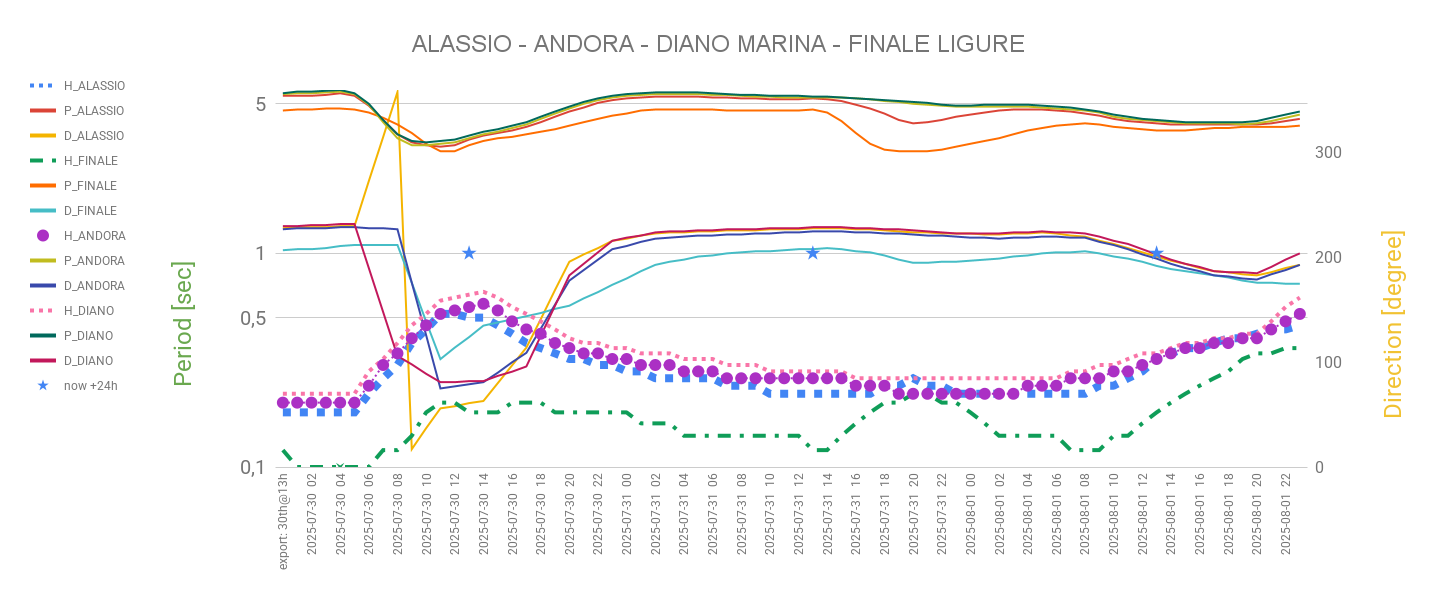 ALASSIO - ANDORA - DIANO MARINA - FINALE LIGURE
H_ALASSIO
P_ALASSIO
D_ALASSIO
H_FINALE
P_FINALE
D_FINALE
H_ANDORA
P_ANDORA
D_ANDORA
H_DIANO
P_DIANO
D_DIANO
now +24h
Period [sec]
5
1
0,5
0,1
300
200
100
0
Direction [degree]
export: 30th@13h
2025-07-30 02
2025-07-30 04
2025-07-30 06
2025-07-30 08
2025-07-30 10
2025-07-30 12
2025-07-30 14
2025-07-30 16
2025-07-30 18
2025-07-30 20
2025-07-30 22
2025-07-31 00
2025-07-31 02
2025-07-31 04
2025-07-31 06
2025-07-31 08
2025-07-31 10
2025-07-31 12
2025-07-31 14
2025-07-31 16
2025-07-31 18
2025-07-31 20
2025-07-31 22
2025-08-01 00
2025-08-01 02
2025-08-01 04
2025-08-01 06
2025-08-01 08
2025-08-01 10
2025-08-01 12
2025-08-01 14
2025-08-01 16
2025-08-01 18
2025-08-01 20
2025-08-01 22